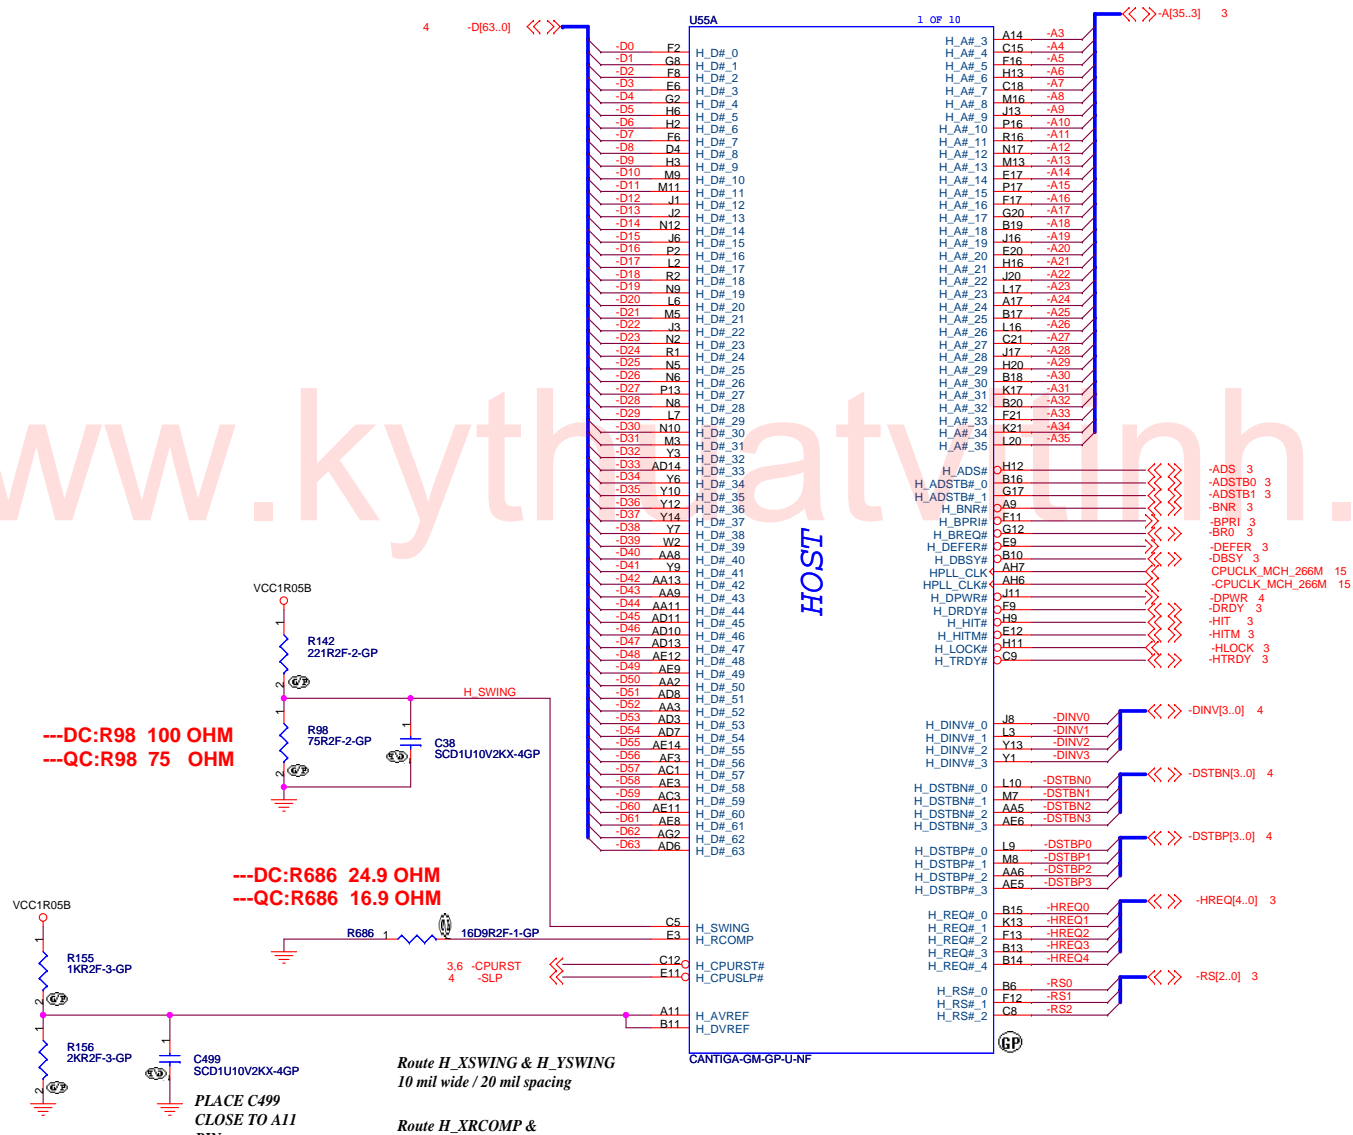 4 -D[63..0]
U55A
1 OF 10
-A[35..3] 3
-D0 F2 H_D#_0
-D1 G8 H_D#_1
-D2 F8 H_D#_2
-D3 E6 H_D#_3
-D4 G2 H_D#_4
-D5 H6 H_D#_5
-D6 H2 H_D#_6
-D7 F6 H_D#_7
-D8 D4 H_D#_8
-D9 H3 H_D#_9
-D10 M9 H_D#_10
-D11 M11 H_D#_11
-D12 J1 H_D#_12
-D13 J2 H_D#_13
-D14 N12 H_D#_14
-D15 J6 H_D#_15
-D16 P2 H_D#_16
-D17 L2 H_D#_17
-D18 R2 H_D#_18
-D19 N9 H_D#_19
-D20 L6 H_D#_20
-D21 M5 H_D#_21
-D22 J3 H_D#_22
-D23 N2 H_D#_23
-D24 R1 H_D#_24
-D25 N5 H_D#_25
-D26 N6 H_D#_26
-D27 P13 H_D#_27
-D28 N8 H_D#_28
-D29 L7 H_D#_29
-D30 N10 H_D#_30
-D31 M3 H_D#_31
-D32 Y3 H_D#_32
-D33 AD14 H_D#_33
-D34 Y6 H_D#_34
-D35 Y10 H_D#_35
-D36 Y12 H_D#_36
-D37 Y14 H_D#_37
-D38 Y7 H_D#_38
-D39 W2 H_D#_39
-D40 AA8 H_D#_40
-D41 Y9 H_D#_41
-D42 AA13 H_D#_42
-D43 AA9 H_D#_43
-D44 AA11 H_D#_44
-D45 AD11 H_D#_45
-D46 AD10 H_D#_46
-D47 AD13 H_D#_47
-D48 AE12 H_D#_48
-D49 AE9 H_D#_49
-D50 AA2 H_D#_50
-D51 AD8 H_D#_51
-D52 AA3 H_D#_52
-D53 AD3 H_D#_53
-D54 AD7 H_D#_54
-D55 AE14 H_D#_55
-D56 AF3 H_D#_56
-D57 AC1 H_D#_57
-D58 AE3 H_D#_58
-D59 AC3 H_D#_59
-D60 AE11 H_D#_60
-D61 AE8 H_D#_61
-D62 AG2 H_D#_62
-D63 AD6 H_D#_63
H_A#_3 A14 -A3
H_A#_4 C15 -A4
H_A#_5 F16 -A5
H_A#_6 H13 -A6
H_A#_7 C18 -A7
H_A#_8 M16 -A8
H_A#_9 J13 -A9
H_A#_10 P16 -A10
H_A#_11 R16 -A11
H_A#_12 N17 -A12
H_A#_13 M13 -A13
H_A#_14 E17 -A14
H_A#_15 P17 -A15
H_A#_16 F17 -A16
H_A#_17 G20 -A17
H_A#_18 B19 -A18
H_A#_19 J16 -A19
H_A#_20 E20 -A20
H_A#_21 H16 -A21
H_A#_22 J20 -A22
H_A#_23 L17 -A23
H_A#_24 A17 -A24
H_A#_25 B17 -A25
H_A#_26 L16 -A26
H_A#_27 C21 -A27
H_A#_28 J17 -A28
H_A#_29 H20 -A29
H_A#_30 B18 -A30
H_A#_31 K17 -A31
H_A#_32 B20 -A32
H_A#_33 F21 -A33
H_A#_34 K21 -A34
H_A#_35 L20 -A35
H_ADS# H12 -ADS 3
H_ADSTB#_0 B16 -ADSTB0 3
H_ADSTB#_1 G17 -ADSTB1 3
H_BNR# A9 -BNR 3
H_BPRI# F11 -BPRI 3
H_BREQ# G12 -BR0 3
H_DEFER# E9 -DEFER 3
H_DBSY# B10 -DBSY 3
HPLL_CLK AH7 CPUCLK_MCH_266M 15
HPLL_CLK# AH6 -CPUCLK_MCH_266M 15
H_DPWR# J11 -DPWR 4
H_DRDY# F9 -DRDY 3
H_HIT# H9 -HIT 3
H_HITM# E12 -HITM 3
H_LOCK# H11 -HLOCK 3
H_TRDY# C9 -HTRDY 3
HOST
www.kythuatvitinh.
-DINV[3..0] 4
H_DINV#_0 J8 -DINV0
H_DINV#_1 L3 -DINV1
H_DINV#_2 Y13 -DINV2
H_DINV#_3 Y1 -DINV3
-DSTBN[3..0] 4
H_DSTBN#_0 L10 -DSTBN0
H_DSTBN#_1 M7 -DSTBN1
H_DSTBN#_2 AA5 -DSTBN2
H_DSTBN#_3 AE6 -DSTBN3
-DSTBP[3..0] 4
H_DSTBP#_0 L9 -DSTBP0
H_DSTBP#_1 M8 -DSTBP1
H_DSTBP#_2 AA6 -DSTBP2
H_DSTBP#_3 AE5 -DSTBP3
-HREQ[4..0] 3
H_REQ#_0 B15 -HREQ0
H_REQ#_1 K13 -HREQ1
H_REQ#_2 F13 -HREQ2
H_REQ#_3 B13 -HREQ3
H_REQ#_4 B14 -HREQ4
-RS[2..0] 3
H_RS#_0 B6 -RS0
H_RS#_1 F12 -RS1
H_RS#_2 C8 -RS2
GP
VCC1R05B
1
R142
221R2F-2-GP
2
H_SWING
1
R98
75R2F-2-GP
2
1
C38
SCD1U10V2KX-4GP
---DC:R98 100 OHM
---QC:R98 75 OHM
---DC:R686 24.9 OHM
---QC:R686 16.9 OHM
C5 H_SWING
R686 1 16D9R2F-1-GP E3 H_RCOMP
3,6 -CPURST C12 H_CPURST#
4 -SLP E11 H_CPUSLP#
A11 H_AVREF
B11 H_DVREF
CANTIGA-GM-GP-U-NF
VCC1R05B
1
R155
1KR2F-3-GP
2
1
R156
2KR2F-3-GP
2
1
C499
SCD1U10V2KX-4GP
PLACE C499
CLOSE TO A11
Route H_XSWING & H_YSWING
10 mil wide / 20 mil spacing
Route H_XRCOMP &